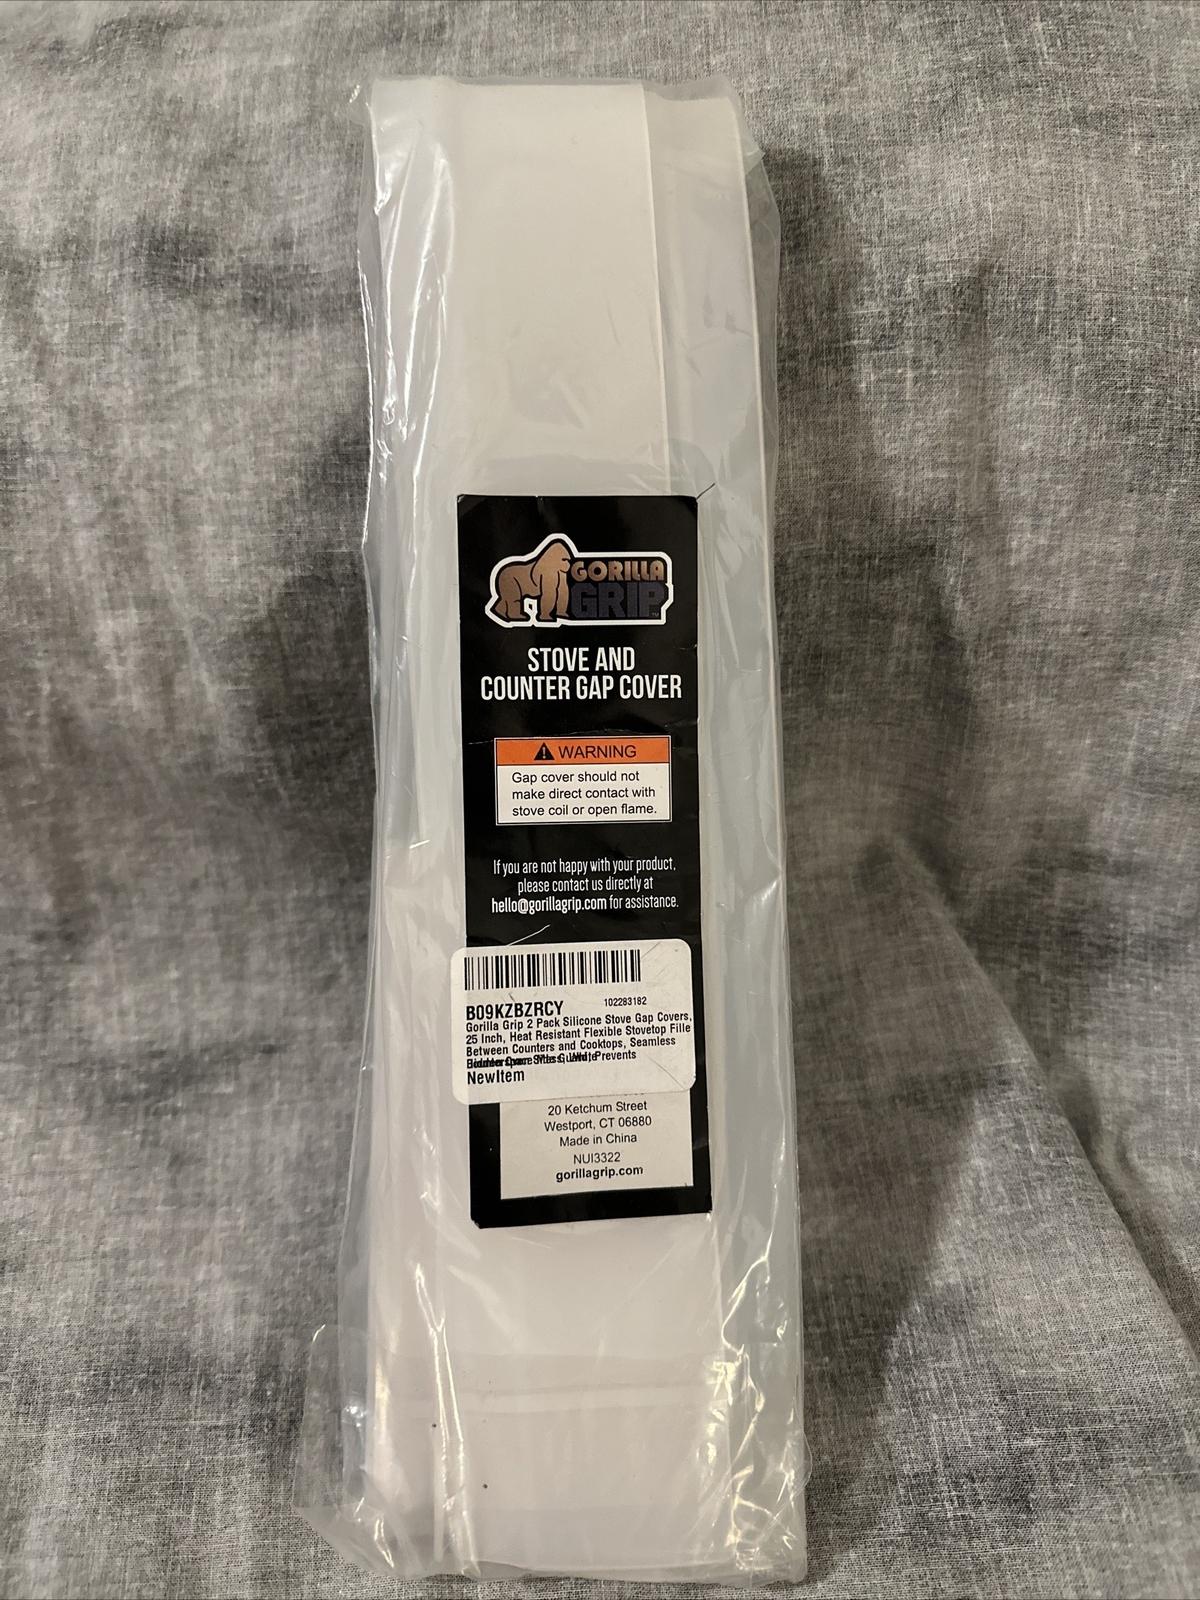 GORILLA
GRIP™
STOVE AND
COUNTER GAP COVER
WARNING
Gap cover should not
make direct contact with
stove coil or open flame.
If you are not happy with your product,
please contact us directly at
hello@gorillagrip.com for assistance.
B09KZBZRCY 102283182
Gorilla Grip 2 Pack Silicone Stove Gap Covers,
25 Inch, Heat Resistant Flexible Stovetop Fille
Between Counters and Cooktops, Seamless
Prevents
NewItem
20 Ketchum Street
Westport, CT 06880
Made in China
NUI3322
gorillagrip.com